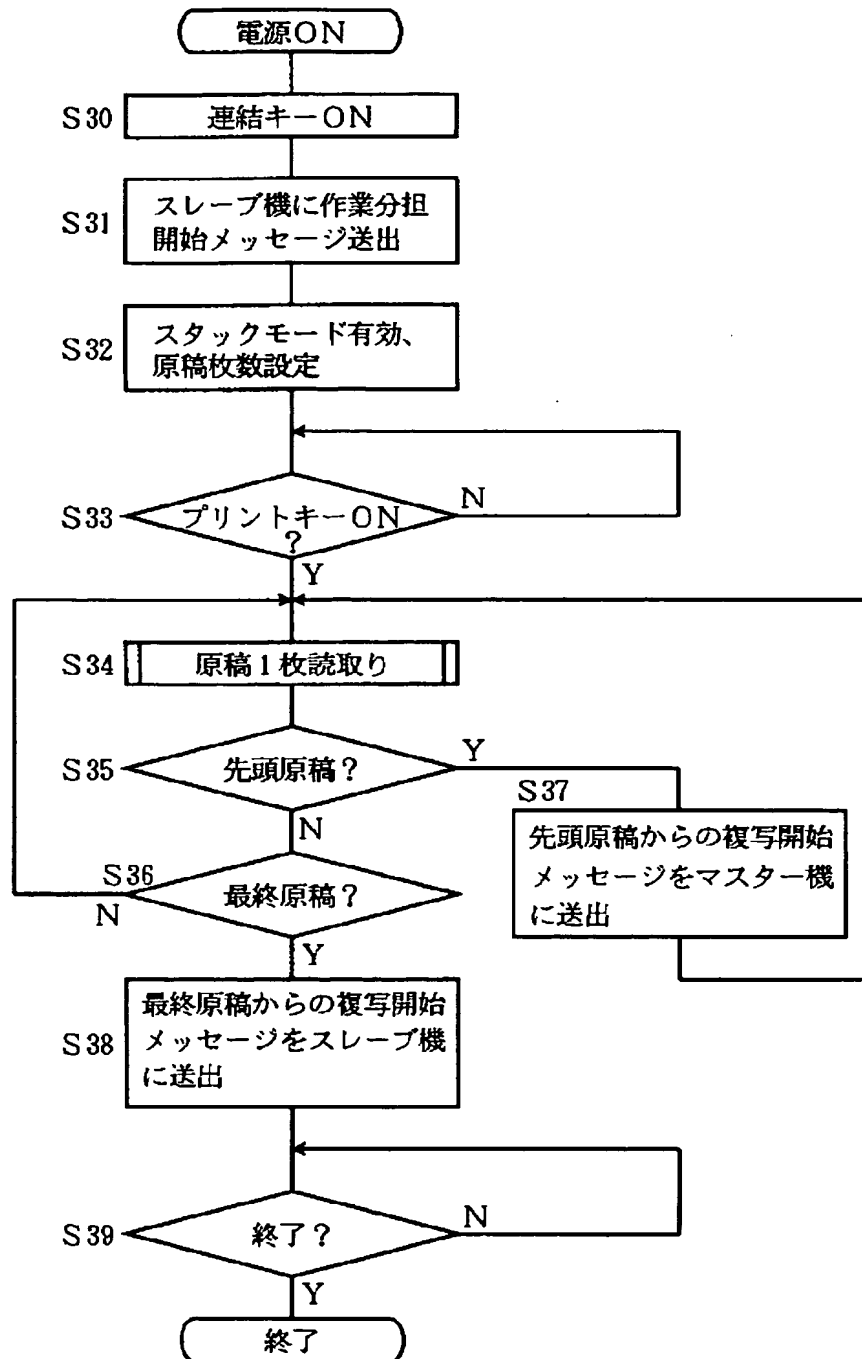 電源ON
S30
連結キーON
S31
スレーブ機に作業分担
開始メッセージ送出
S32
スタックモード有効、
原稿枚数設定
S33
プリントキーON
?
N
Y
S34
原稿1枚読取り
S35
先頭原稿?
Y
N
S37
先頭原稿からの複写開始
メッセージをマスター機
に送出
S36
最終原稿?
N
Y
S38
最終原稿からの複写開始
メッセージをスレーブ機
に送出
S39
終了?
N
Y
終了